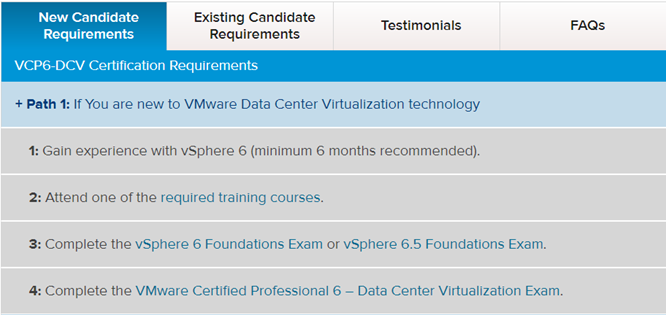 New Candidate
Requirements
Existing Candidate
Requirements
Testimonials
FAQs
VCP6-DCV Certification Requirements
+ Path 1: If You are new to VMware Data Center Virtualization technology
1: Gain experience with vSphere 6 (minimum 6 months recommended).
2: Attend one of the required training courses.
3: Complete the vSphere 6 Foundations Exam or vSphere 6.5 Foundations Exam.
4: Complete the VMware Certified Professional 6 – Data Center Virtualization Exam.